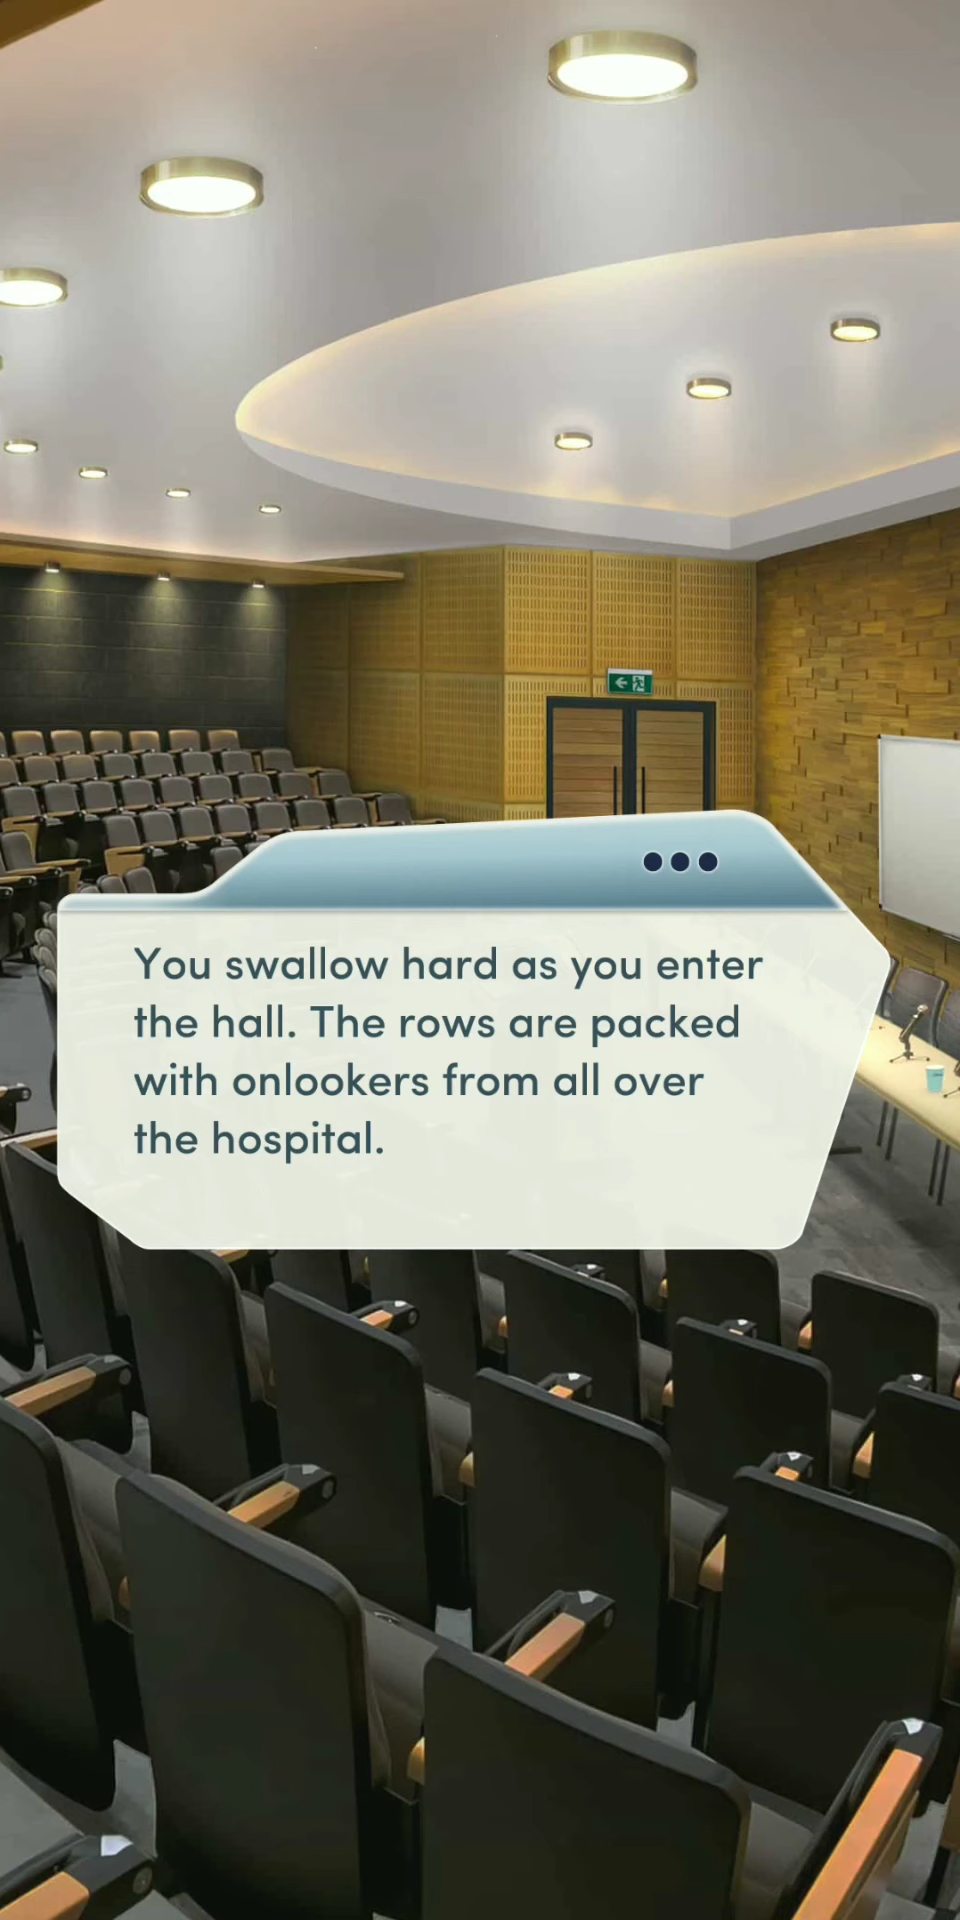 You swallow hard as you enter
the hall. The rows are packed
with onlookers from all over
the hospital.